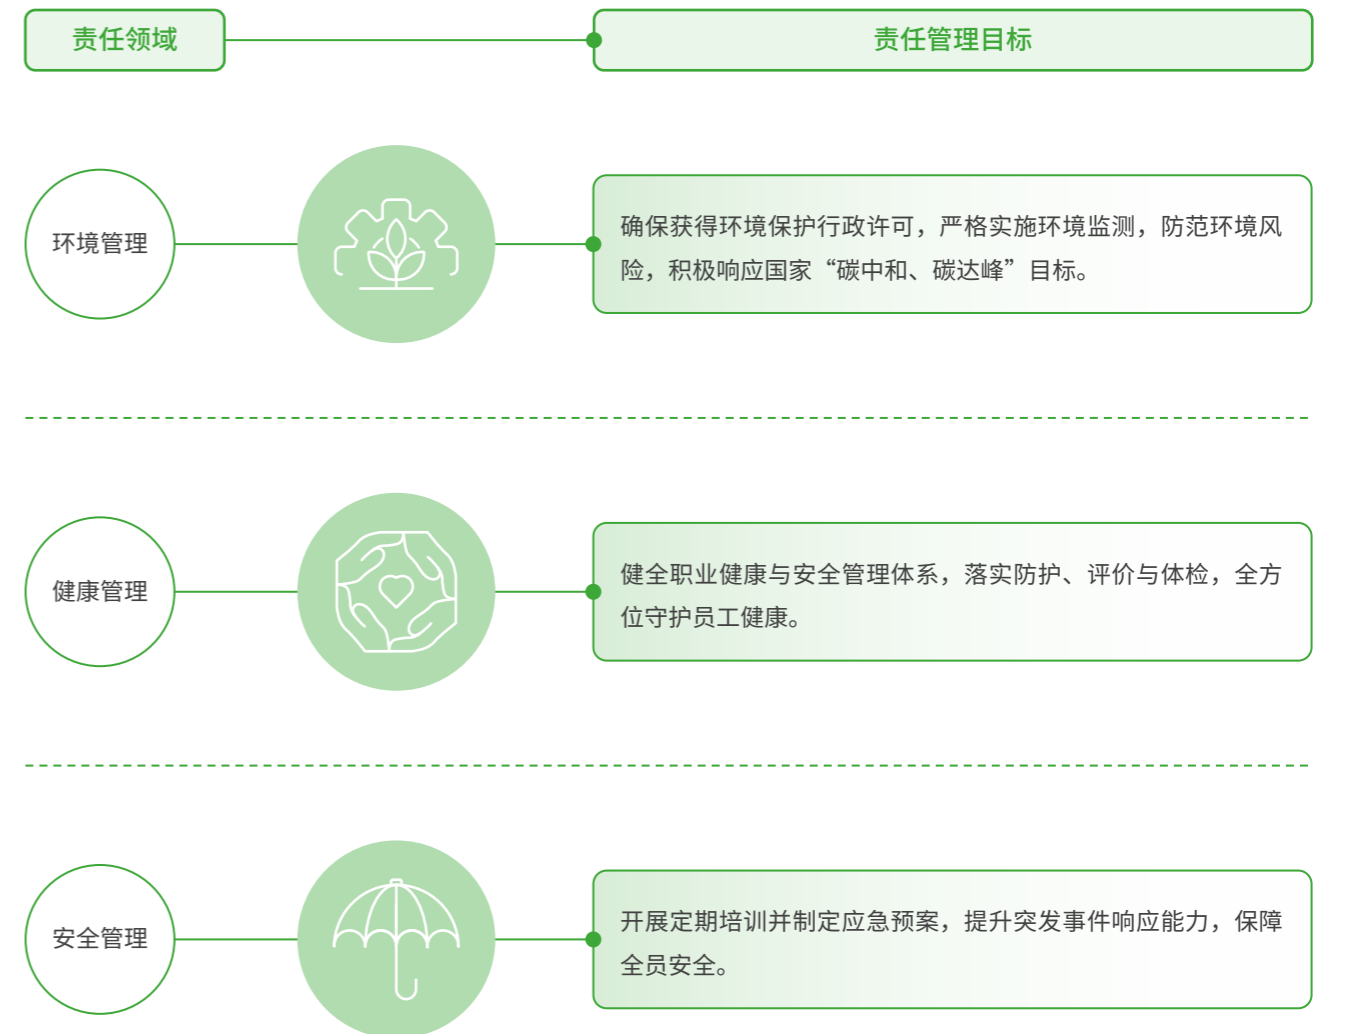 责任领域
责任管理目标
环境管理
确保获得环境保护行政许可，严格实施环境监测，防范环境风
险，积极响应国家“碳中和、碳达峰”目标。
健康管理
健全职业健康与安全管理体系，落实防护、评价与体检，全方
位守护员工健康。
安全管理
开展定期培训并制定应急预案，提升突发事件响应能力，保障
全员安全。